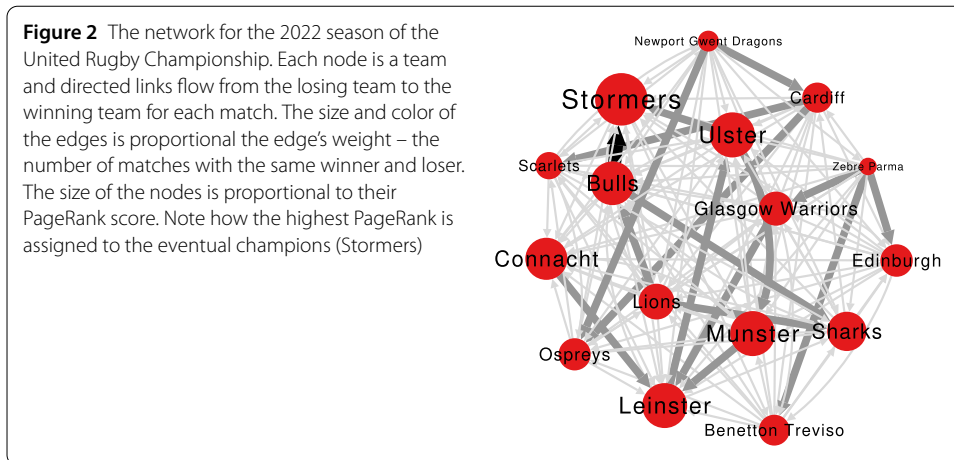 Figure 2 The network for the 2022 season of the
United Rugby Championship. Each node is a team
and directed links flow from the losing team to the
winning team for each match. The size and color of
the edges is proportional the edge's weight – the
number of matches with the same winner and loser.
The size of the nodes is proportional to their
PageRank score. Note how the highest PageRank is
assigned to the eventual champions (Stormers)
Newport Gwent Dragons
Stormers
Cardiff
Ulster
Scarlets
Zebre Parma
Bulls
Glasgow Warriors
Connacht
Edinburgh
Lions
Munster
Sharks
Ospreys
Leinster
Benetton Treviso